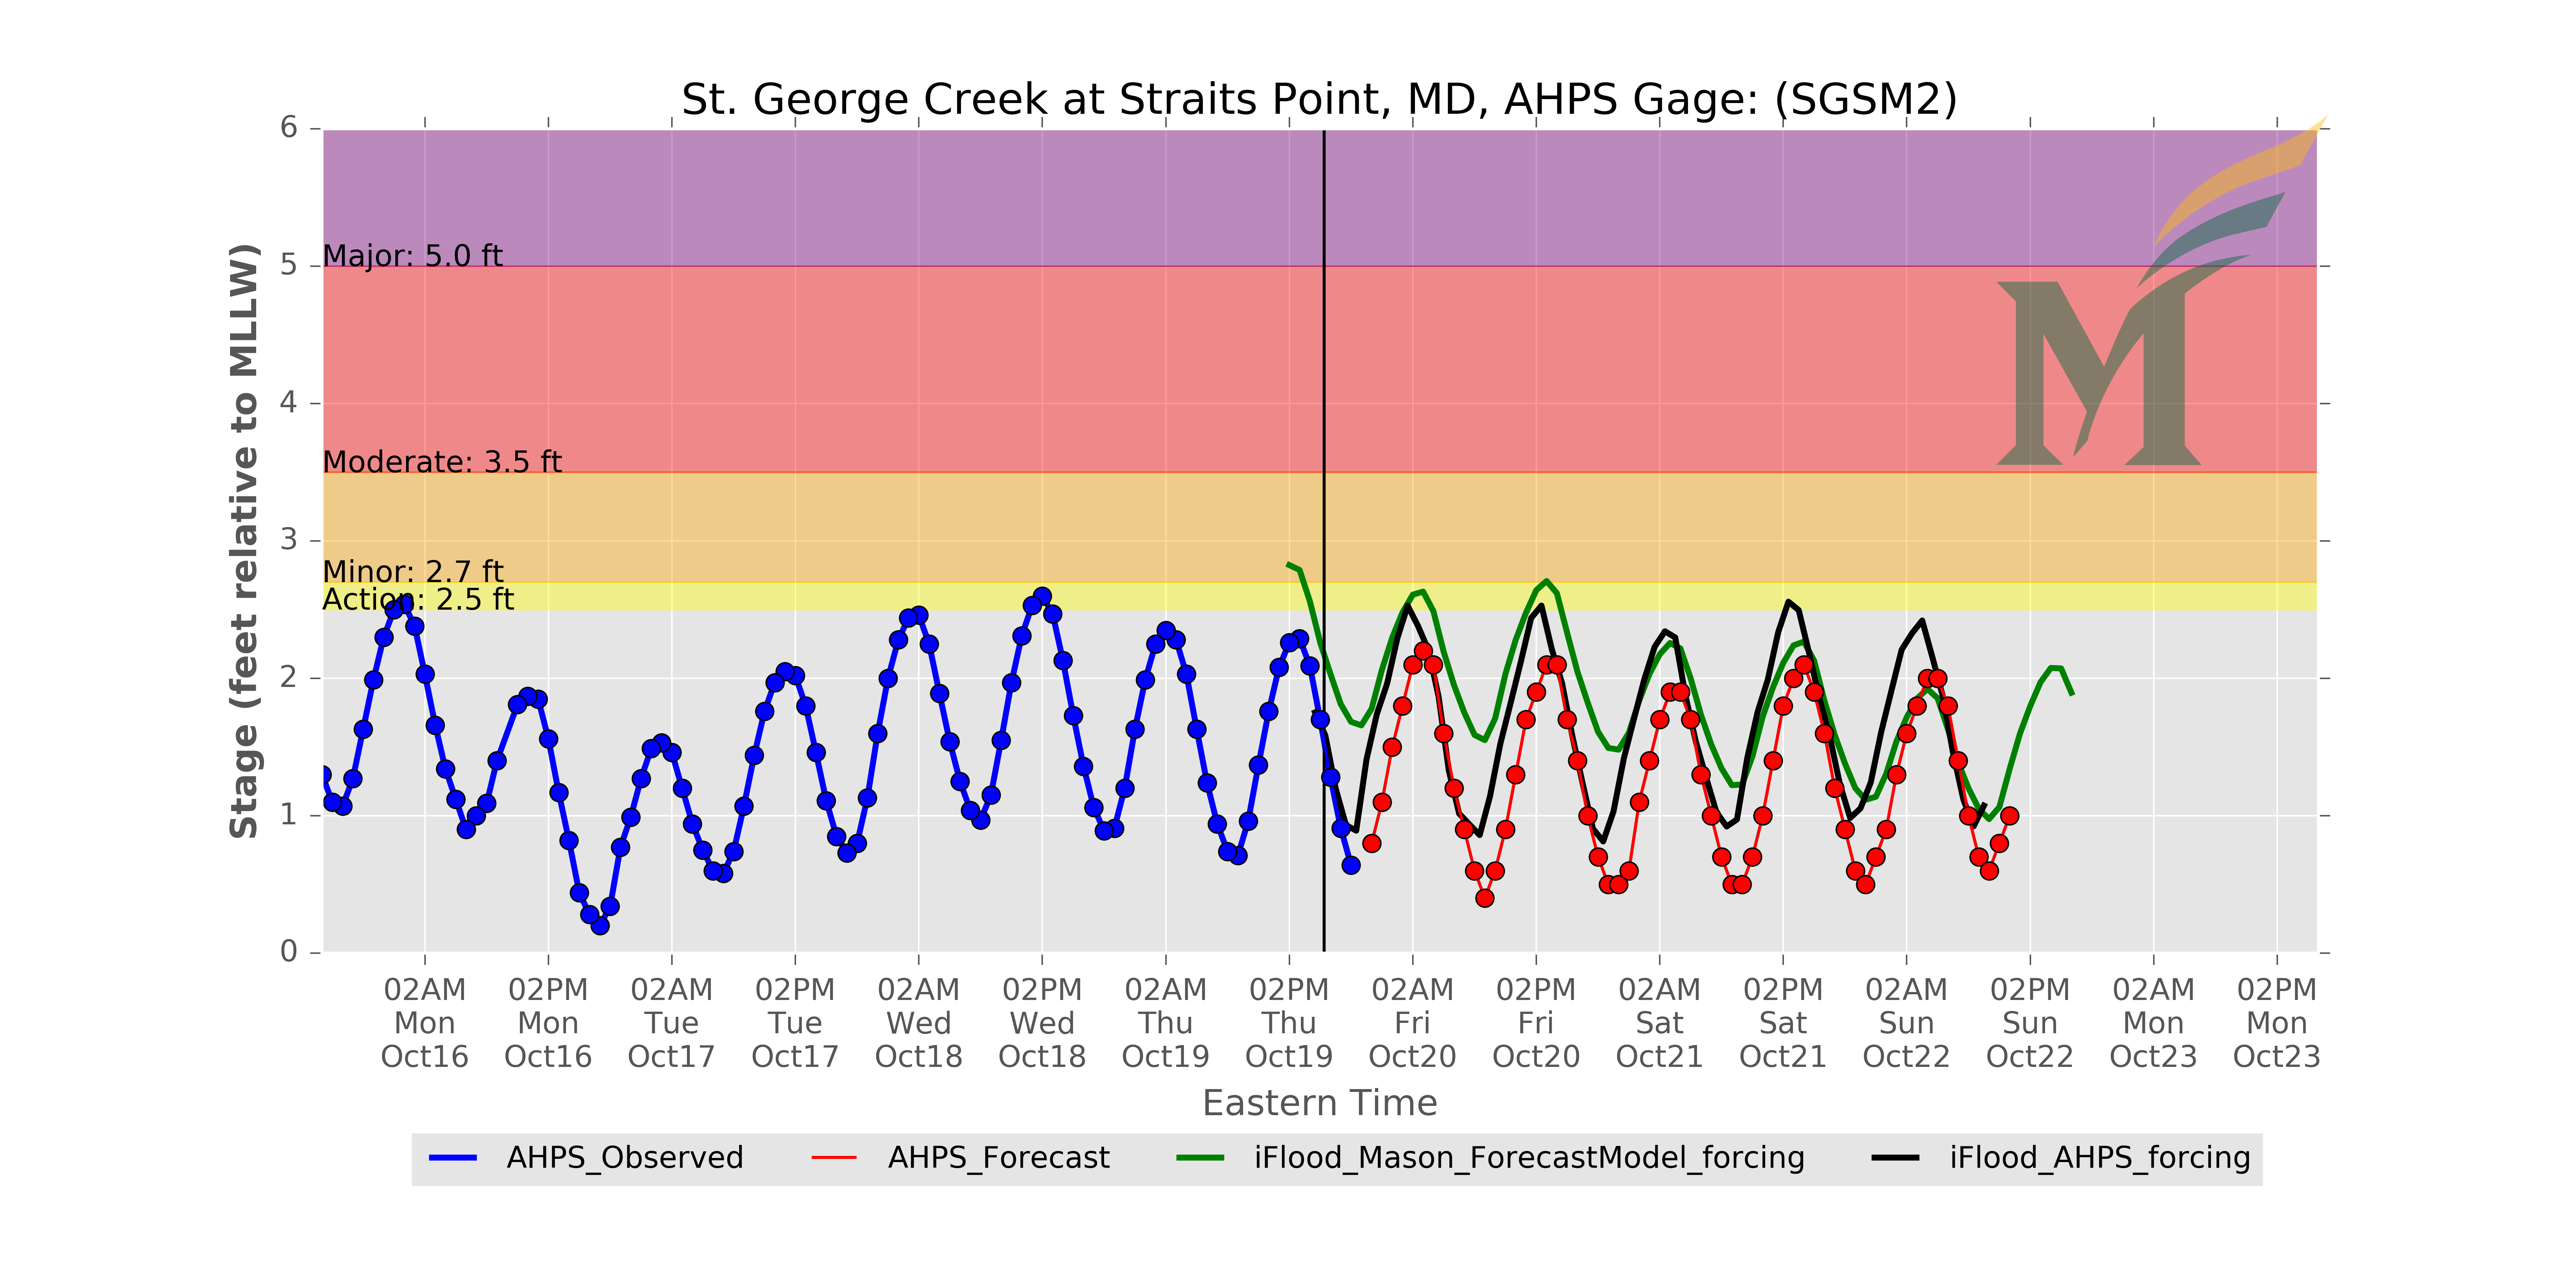 St. George Creek at Straits Point, MD, AHPS Gage: (SGSM2)
Stage (feet relative to MLLW)
6
5
4
3
2
1
0
Major: 5.0 ft
Moderate: 3.5 ft
Minor: 2.7 ft
Action: 2.5 ft
M
02AM 02PM 02AM 02PM 02AM 02PM 02AM 02PM 02AM 02PM 02AM 02PM 02AM 02PM 02AM 02PM
Mon Mon Tue Tue Wed Wed Thu Thu Fri Fri Sat Sat Sun Sun Mon Mon
Oct16 Oct16 Oct17 Oct17 Oct18 Oct18 Oct19 Oct19 Oct20 Oct20 Oct21 Oct21 Oct22 Oct22 Oct23 Oct23
Eastern Time
AHPS_Observed AHPS_Forecast iFlood_Mason_ForecastModel_forcing iFlood_AHPS_forcing